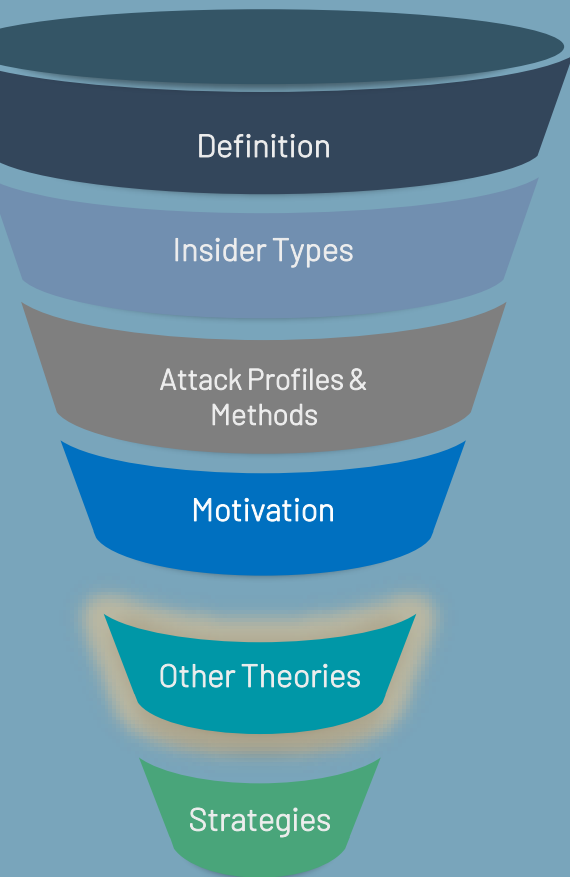 Definition
Insider Types
Attack Profiles &
Methods
Motivation
Other Theories
Strategies